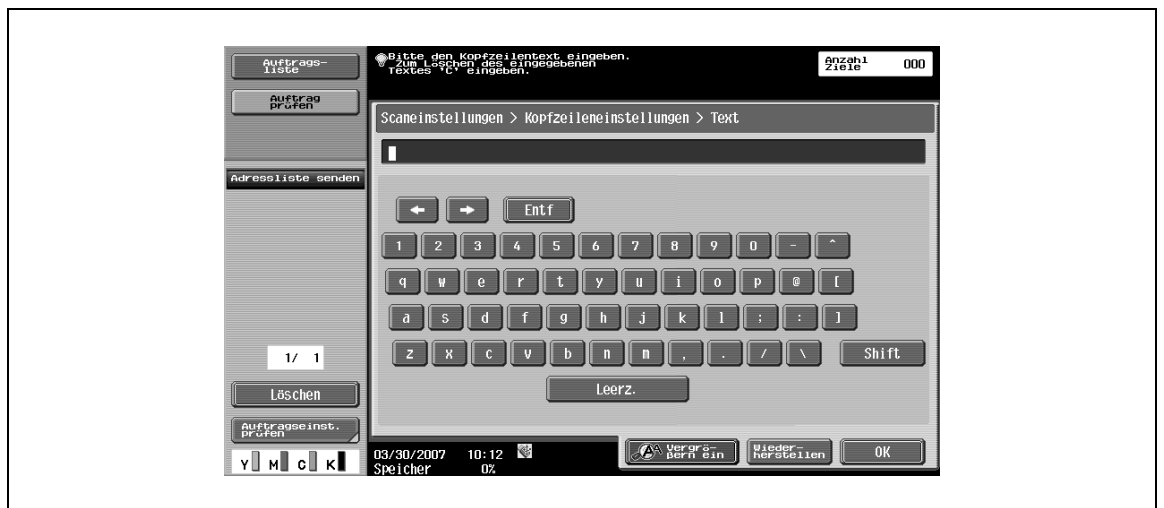 Auftrags-
liste
Auftrag
prüfen
Adressliste senden
1/ 1
Löschen
Auftragseinst.
prüfen
Y M C K
Bitte den Kopfzeilentext eingeben.
Zum Löschen des eingegebenen
Textes 'C' eingeben.
Anzahl
Ziele 000
Scaneinstellungen > Kopfzeileneinstellungen > Text
Entf
1 2 3 4 5 6 7 8 9 0 - ^
q w e r t y u i o p @ [
a s d f g h j k l ; : ]
z x c v b n m , . / \ Shift
Leerz.
03/30/2007 10:12
Speicher 0%
Vergrö-
ßern ein
Wieder-
herstellen
OK